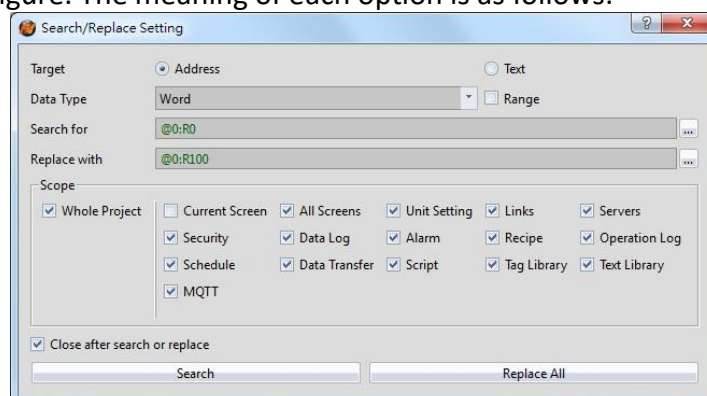 gure. The meaning of each option is as follows:
Search/Replace Setting
Target Address Text
Data Type Word Range
Search for @0:R0 ...
Replace with @0:R100 ...
Scope
Whole Project Current Screen All Screens Unit Setting Links Servers
Security Data Log Alarm Recipe Operation Log
Schedule Data Transfer Script Tag Library Text Library
MQTT
Close after search or replace
Search Replace All